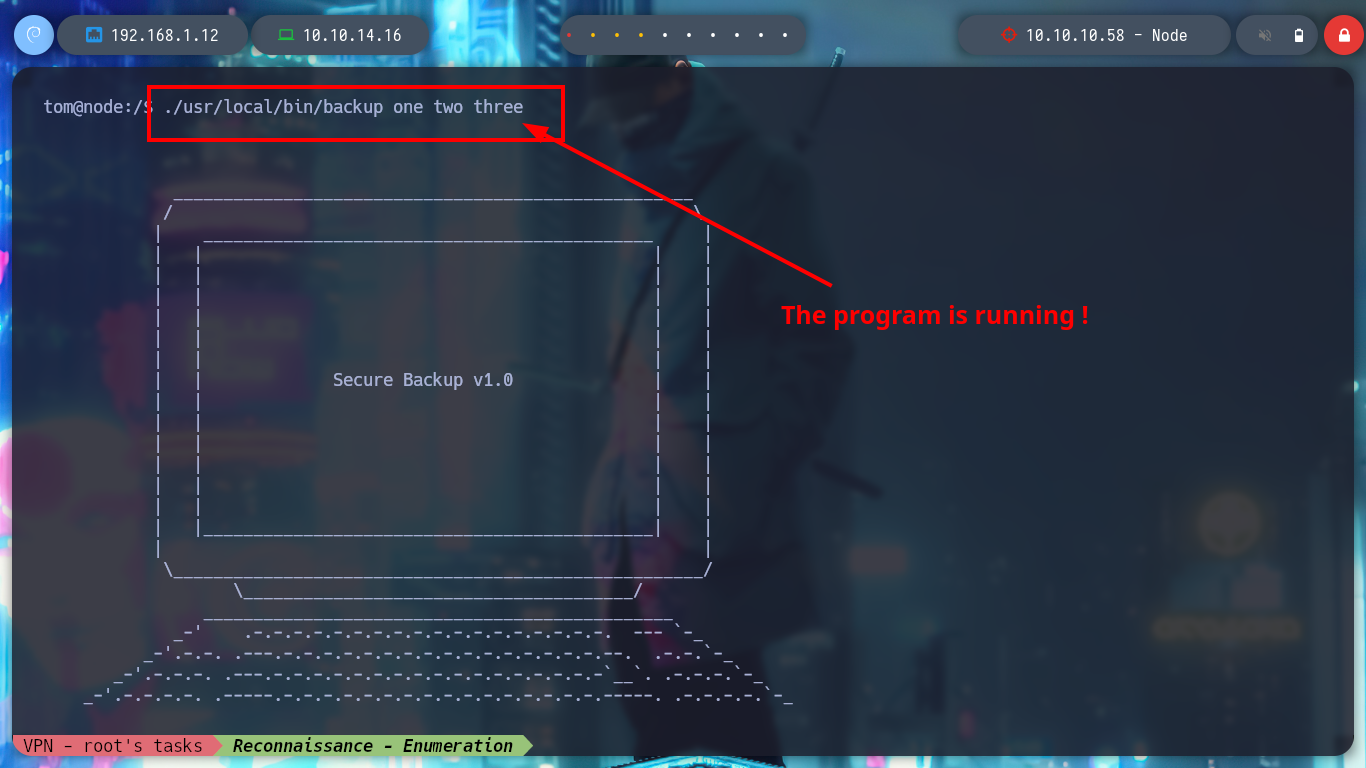 192.168.1.12
10.10.14.16
10.10.10.58 - Node
tom@node:/$ ./usr/local/bin/backup one two three
The program is running !
Secure Backup v1.0
VPN - root's tasks
Reconnaissance - Enumeration